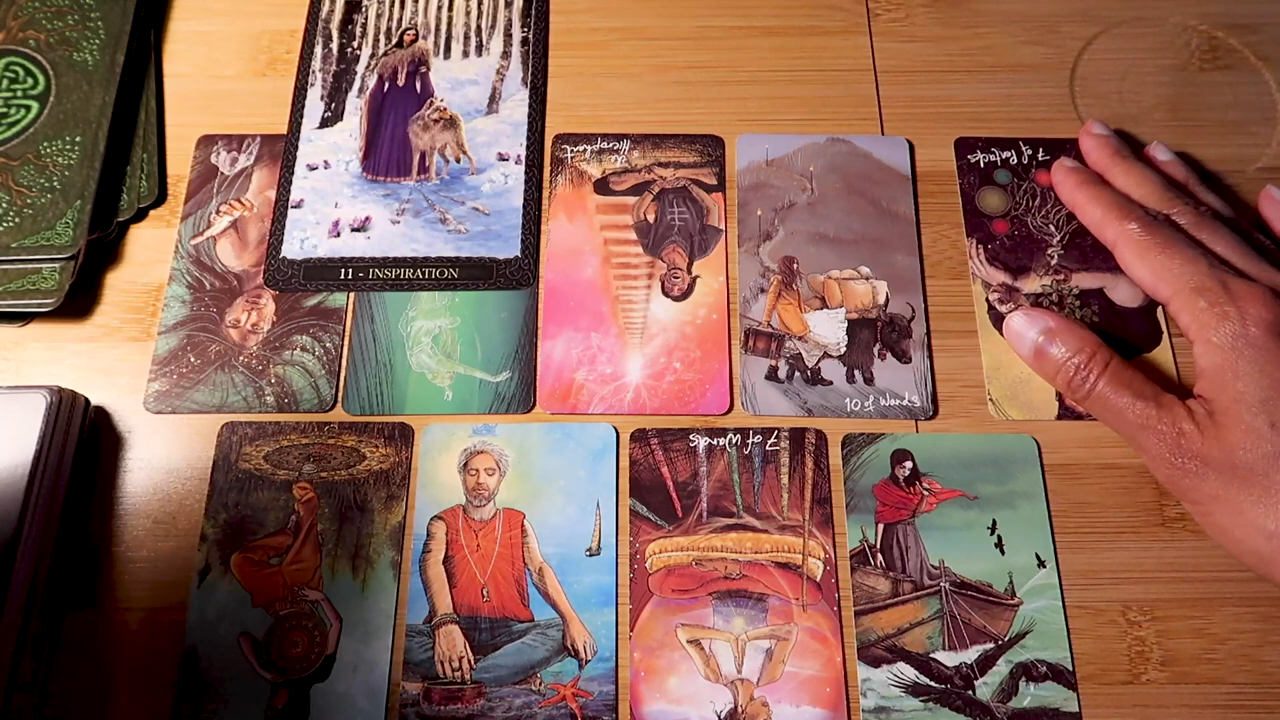 11 - INSPIRATION
the
Hierophant
7 of Pentacles
10 of Wands
7 of Wands